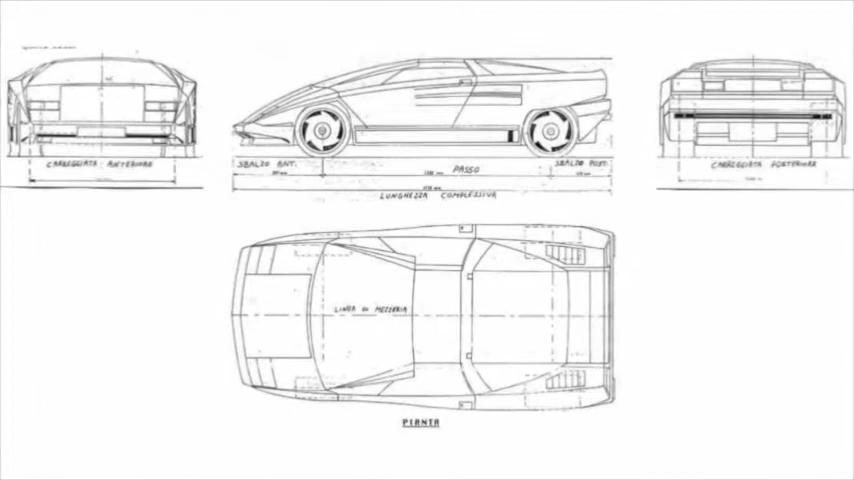 CARREGGIATA ANTERIORE
SBALZO ANT.
PASSO
SBALZO POST.
LUNGHEZZA COMPLESSIVA
CARREGGIATA POSTERIORE
LINEA DI MEZZERIA
PIANTA